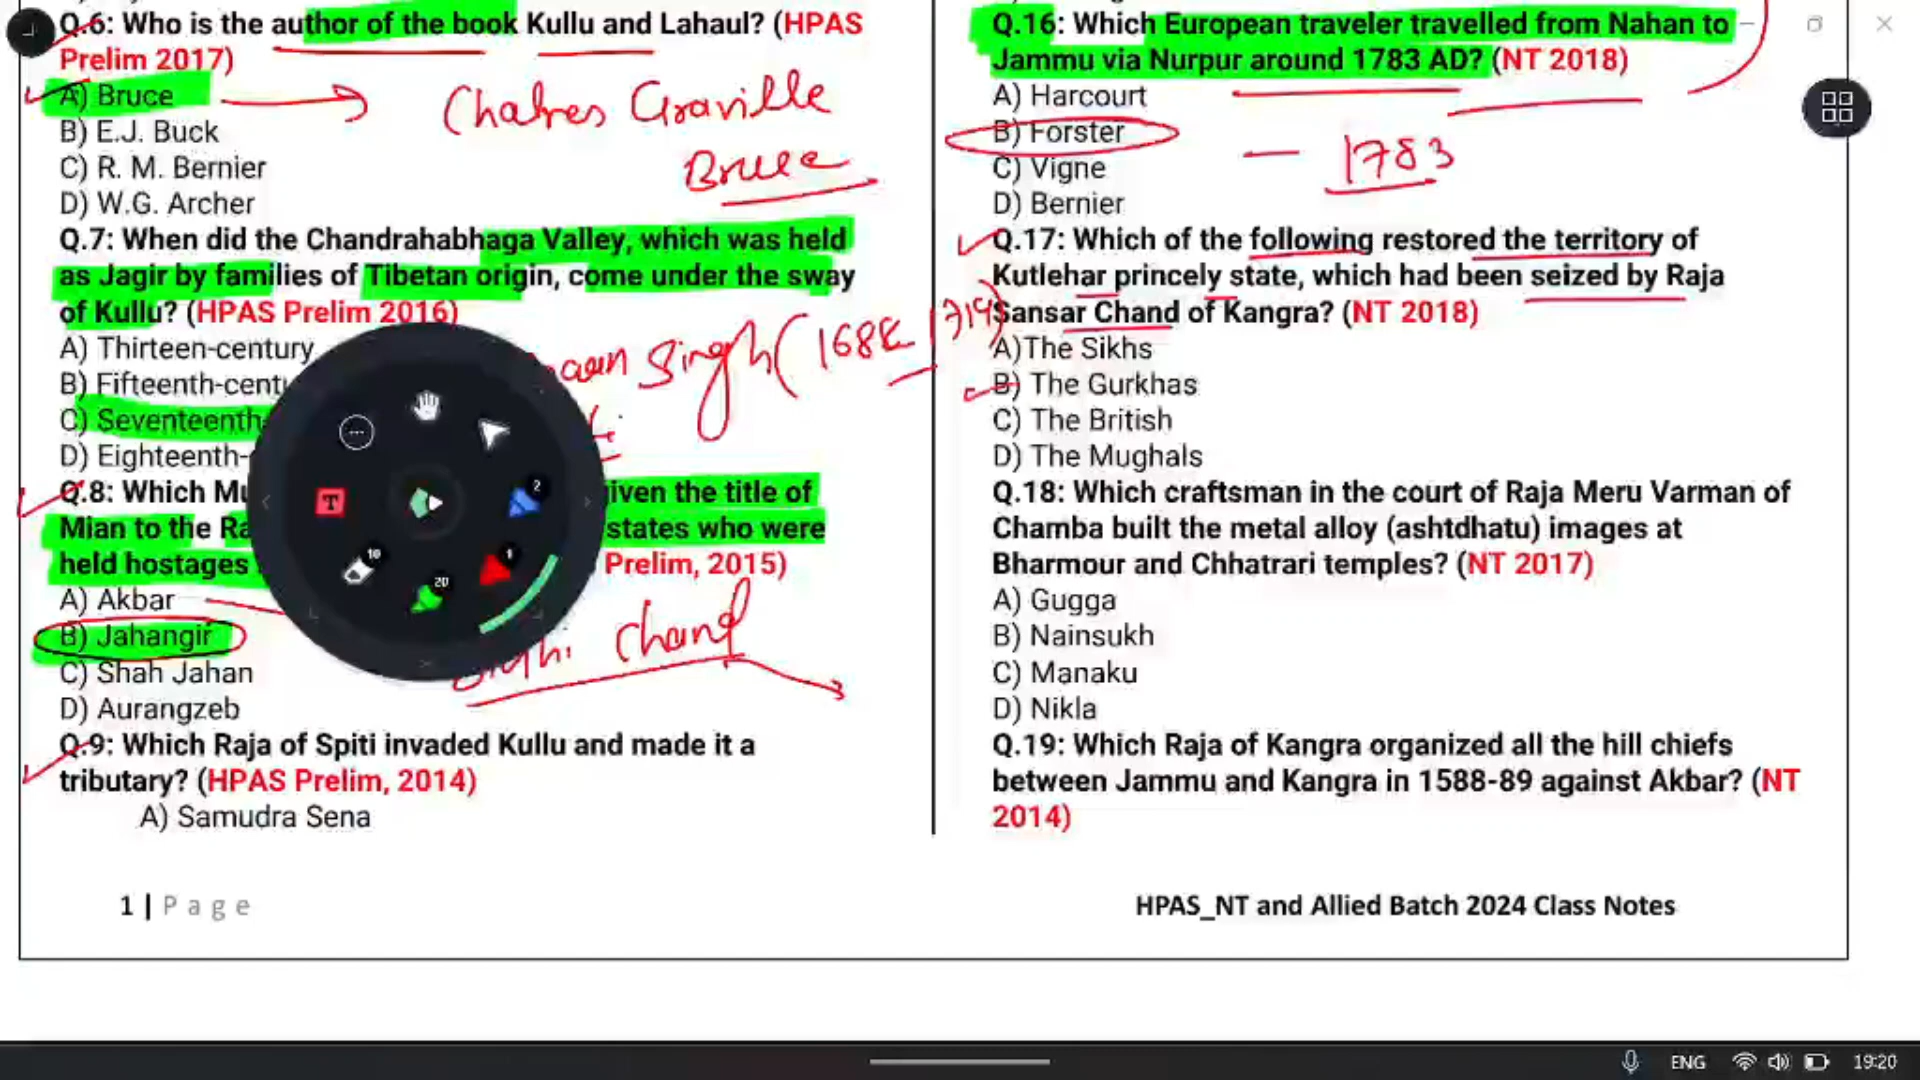 Q.6: Who is the author of the book Kullu and Lahaul? (HPAS
Prelim 2017)
A) Bruce
Chatres Graville
Bruce
B) E.J. Buck
C) R. M. Bernier
D) W.G. Archer
Q.7: When did the Chandrahabhaga Valley, which was held
as Jagir by families of Tibetan origin, come under the sway
of Kullu? (HPAS Prelim 2016)
A) Thirteen-century
Singh (168
1719)
B) Fifteenth-cent
C) Seventeenth
D) Eighteenth-
Q.8: Which Mu
iven the title of
Mian to the Ra
states who were
held hostages
Prelim, 2015)
A) Akbar
B) Jahangir
Chand
C) Shah Jahan
D) Aurangzeb
Q.9: Which Raja of Spiti invaded Kullu and made it a
tributary? (HPAS Prelim, 2014)
A) Samudra Sena
Q.16: Which European traveler travelled from Nahan to
Jammu via Nurpur around 1783 AD? (NT 2018)
A) Harcourt
B) Forster
— 1783
C) Vigne
D) Bernier
Q.17: Which of the following restored the territory of
Kutlehar princely state, which had been seized by Raja
Sansar Chand of Kangra? (NT 2018)
A)The Sikhs
B) The Gurkhas
C) The British
D) The Mughals
Q.18: Which craftsman in the court of Raja Meru Varman of
Chamba built the metal alloy (ashtdhatu) images at
Bharmour and Chhatrari temples? (NT 2017)
A) Gugga
B) Nainsukh
C) Manaku
D) Nikla
Q.19: Which Raja of Kangra organized all the hill chiefs
between Jammu and Kangra in 1588-89 against Akbar? (NT
2014)
T
2
10
20
1
1 | Page
HPAS_NT and Allied Batch 2024 Class Notes
ENG
19:20